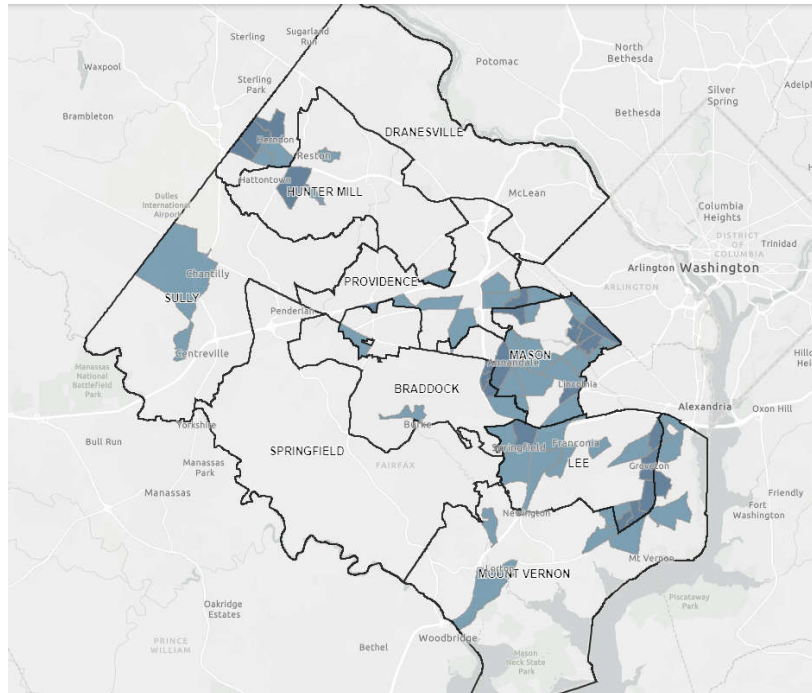 Sugarland
Run
Sterling
Waxpool
Potomac
North
Bethesda
Adelp
Sterling
Park
Silver
Spring
Bethesda
Brambleton
DRANESVILLE
Herndon
Reston
Hattontown
HUNTER MILL
McLean
Dulles
International
Airport
Columbia
Heights
DISTRICT
OF
COLUMBIA
Trinidad
Chantilly
Arlington
Washington
ARLINGTON
PROVIDENCE
SULLY
Penderlan
Centreville
MASON
Annandale
Manassas
National
Battlefield
Park
Hillc
Hei
BRADDOCK
Lincolnia
Alexandria
Oxon Hill
Yorkshire
Burke
Bull Run
SPRINGFIELD
Springfield
Franconia
FAIRFAX
LEE
Groveton
Manassas
Park
Friendly
Manassas
Fort
Washington
Newington
Mt Vernon
Lorton
MOUNT VERNON
Oakridge
Estates
Piscataway
Park
PRINCE
WILLIAM
Woodbridge
Bethel
Mason
Neck State
Park